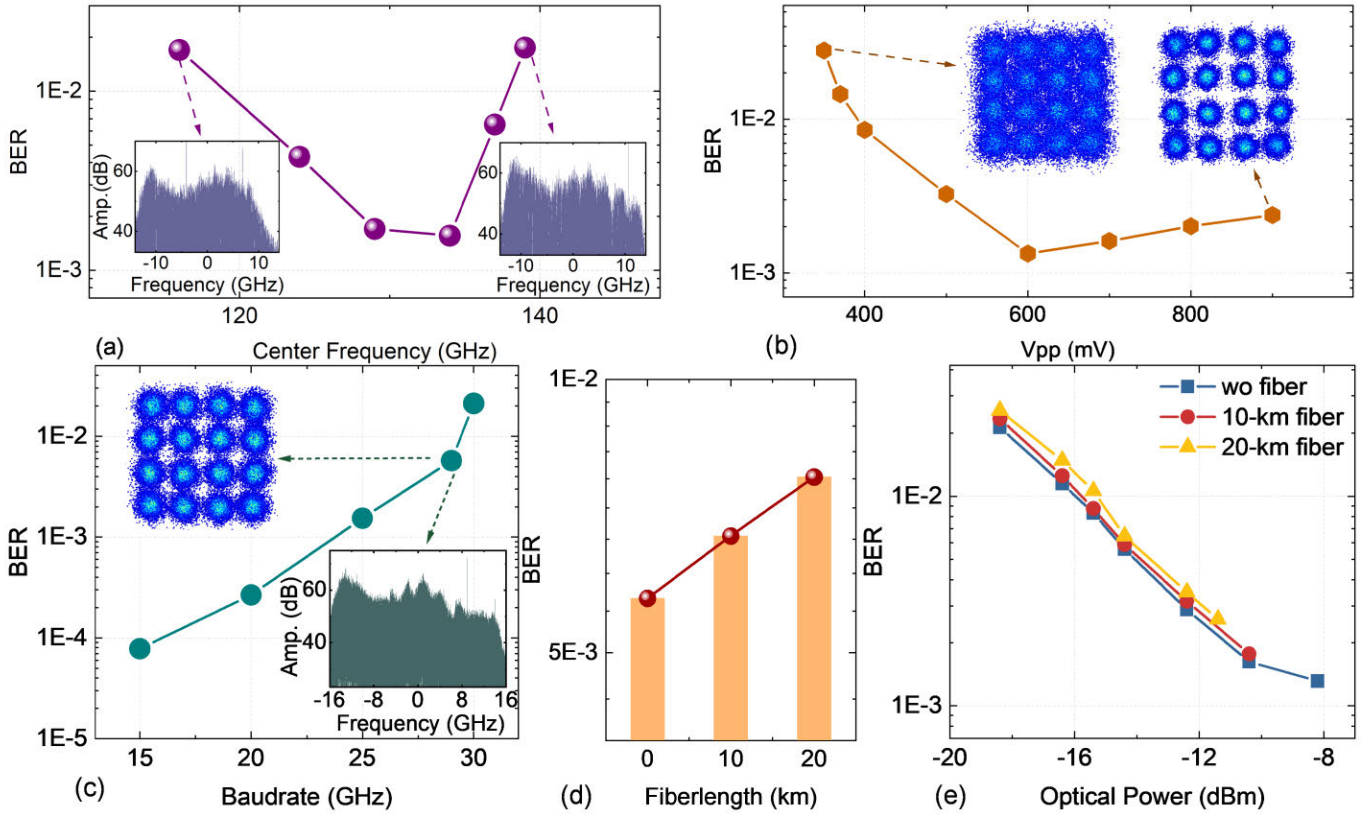 BER
1E-2
1E-3
Amp.(dB)
60
40
-10
0
10
Frequency (GHz)
60
40
-10
0
10
Frequency (GHz)
120
140
(a)
Center Frequency (GHz)
BER
1E-2
1E-3
400
600
800
(b)
Vpp (mV)
BER
1E-2
1E-3
1E-4
1E-5
Amp. (dB)
60
40
-16
-8
0
8
16
Frequency (GHz)
15
20
25
30
(c)
Baudrate (GHz)
BER
1E-2
5E-3
0
10
20
(d)
Fiberlength (km)
BER
1E-2
1E-3
wo fiber
10-km fiber
20-km fiber
-20
-16
-12
-8
(e)
Optical Power (dBm)